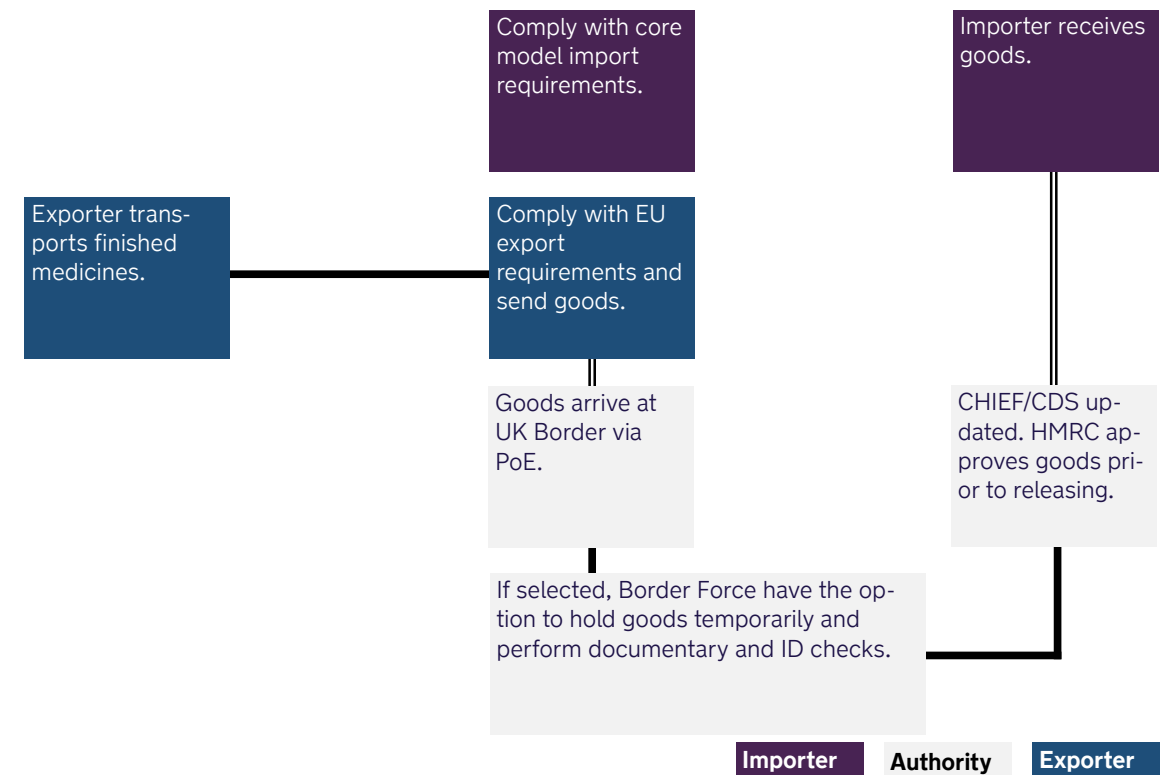 Comply with core
model import
requirements.
Importer receives
goods.
Exporter trans-
ports finished
medicines.
Comply with EU
export
requirements and
send goods.
Goods arrive at
UK Border via
PoE.
CHIEF/CDS up-
dated. HMRC ap-
proves goods pri-
or to releasing.
If selected, Border Force have the op-
tion to hold goods temporarily and
perform documentary and ID checks.
Importer
Authority
Exporter